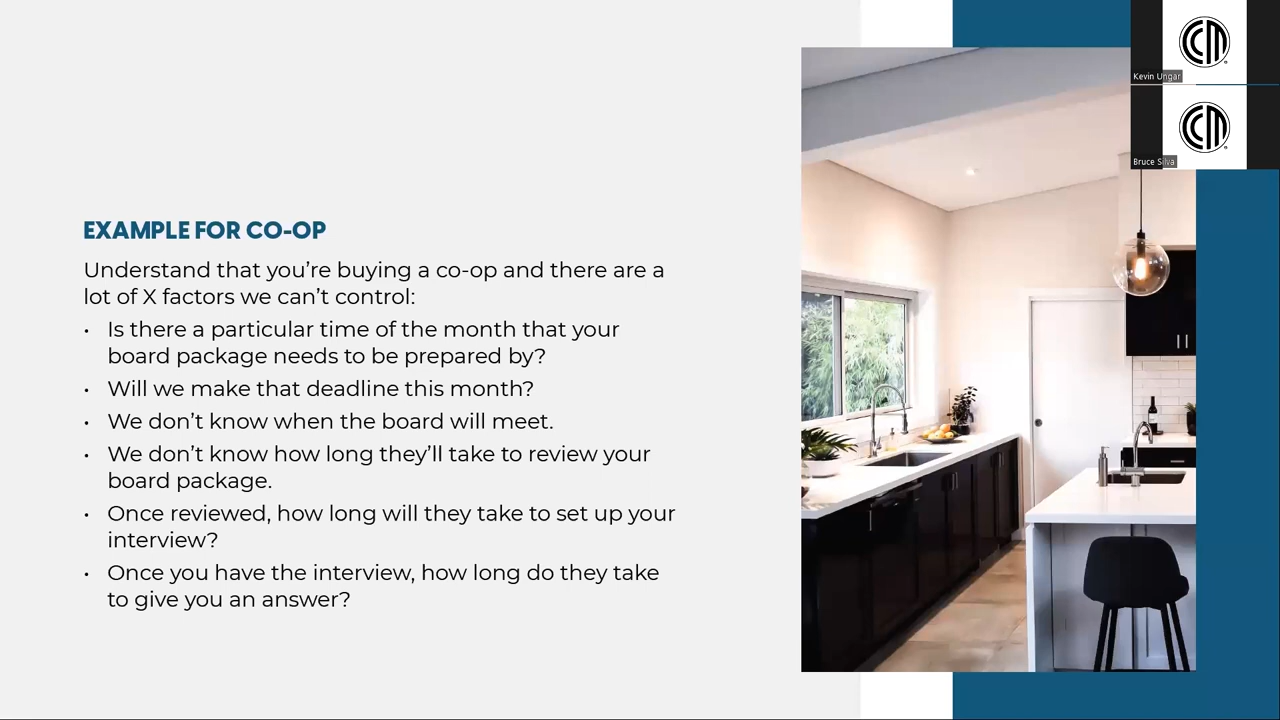 EXAMPLE FOR CO-OP
Understand that you’re buying a co-op and there are a
lot of X factors we can’t control:
• Is there a particular time of the month that your
board package needs to be prepared by?
• Will we make that deadline this month?
• We don’t know when the board will meet.
• We don’t know how long they’ll take to review your
board package.
• Once reviewed, how long will they take to set up your
interview?
• Once you have the interview, how long do they take
to give you an answer?
CM
Kevin Ungar
CM
Bruce Silva